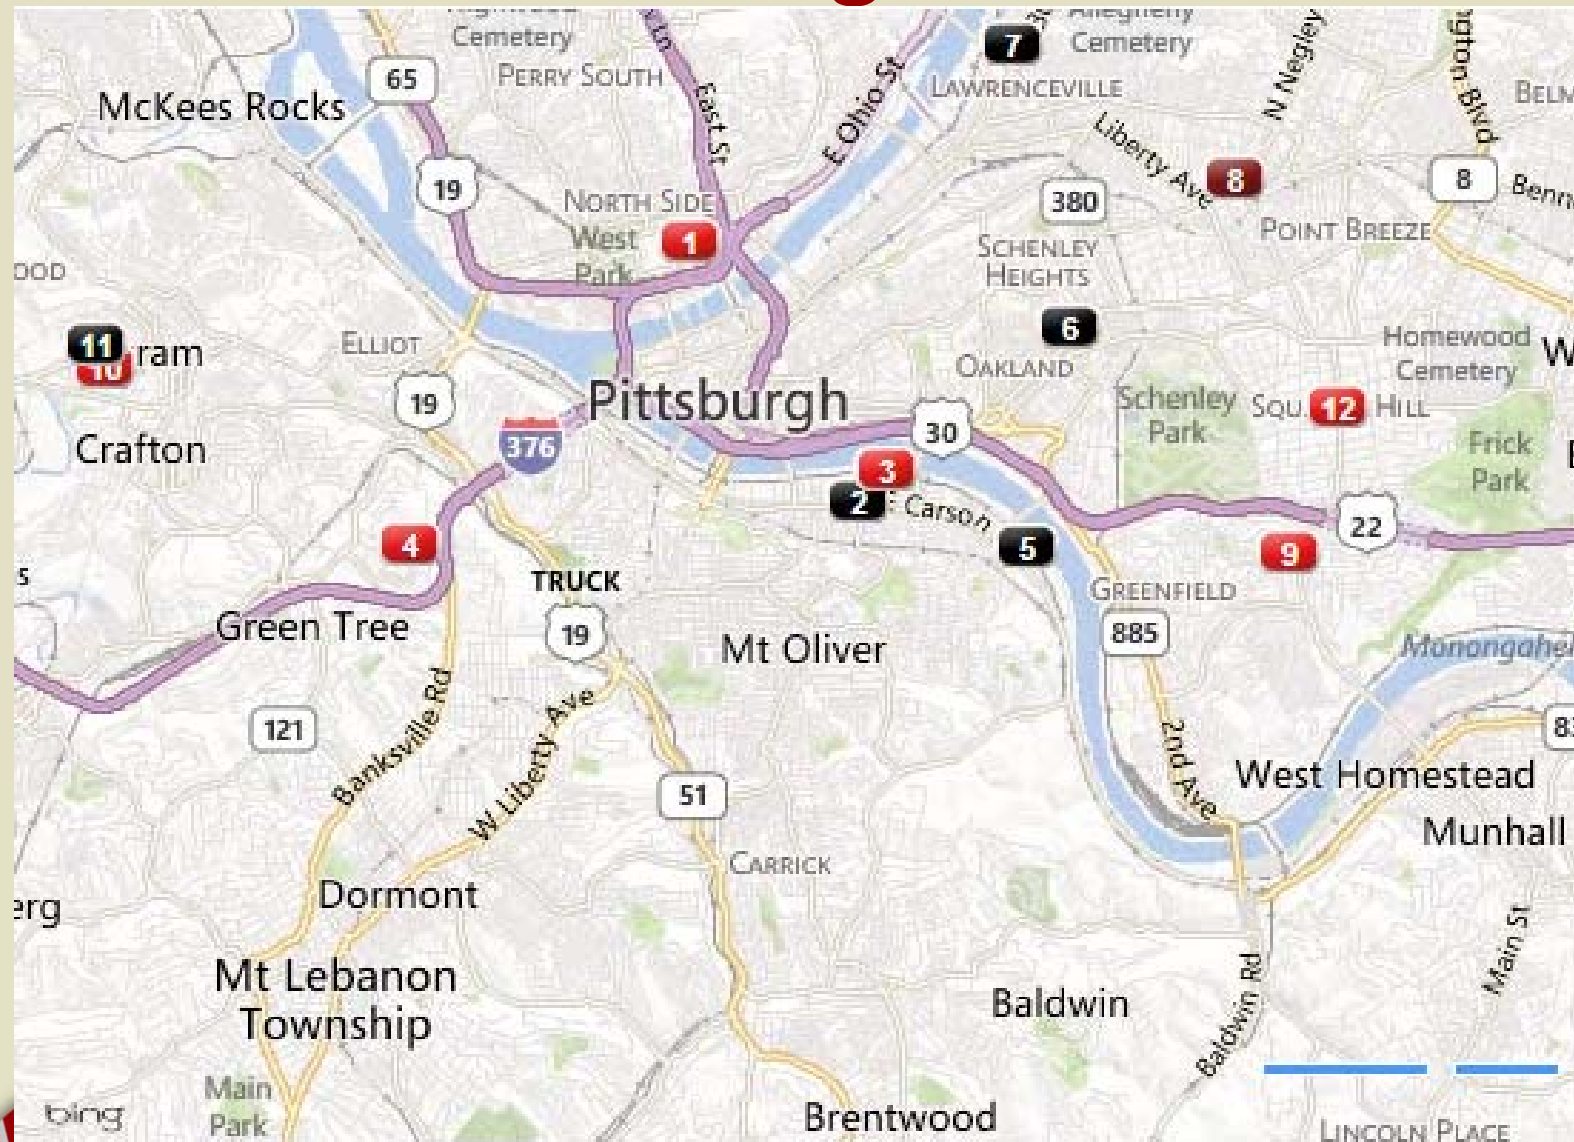 Cemetery
PERRY SOUTH
65
McKees Rocks
19
East St
E Ohio St
7
Allegheny
Cemetery
LAWRENCEVILLE
N Negley
Liberty Ave
8
8
380
NORTH SIDE
West
Park
1
POINT BREEZE
SCHENLEY
HEIGHTS
6
OAKLAND
ELLIOT
11
10
ram
19
Pittsburgh
376
30
Homewood
Cemetery
Schenley
Park
SQU
12
HILL
Frick
Park
Crafton
3
2
E Carson
5
22
9
4
TRUCK
19
GREENFIELD
885
Green Tree
Mt Oliver
121
Banksville Rd
W Liberty Ave
51
2nd Ave
West Homestead
Munhall
CARRICK
Dormont
Mt Lebanon
Township
Baldwin
Baldwin Rd
Main St
Main
Park
bing
Brentwood
LINCOLN PLACE